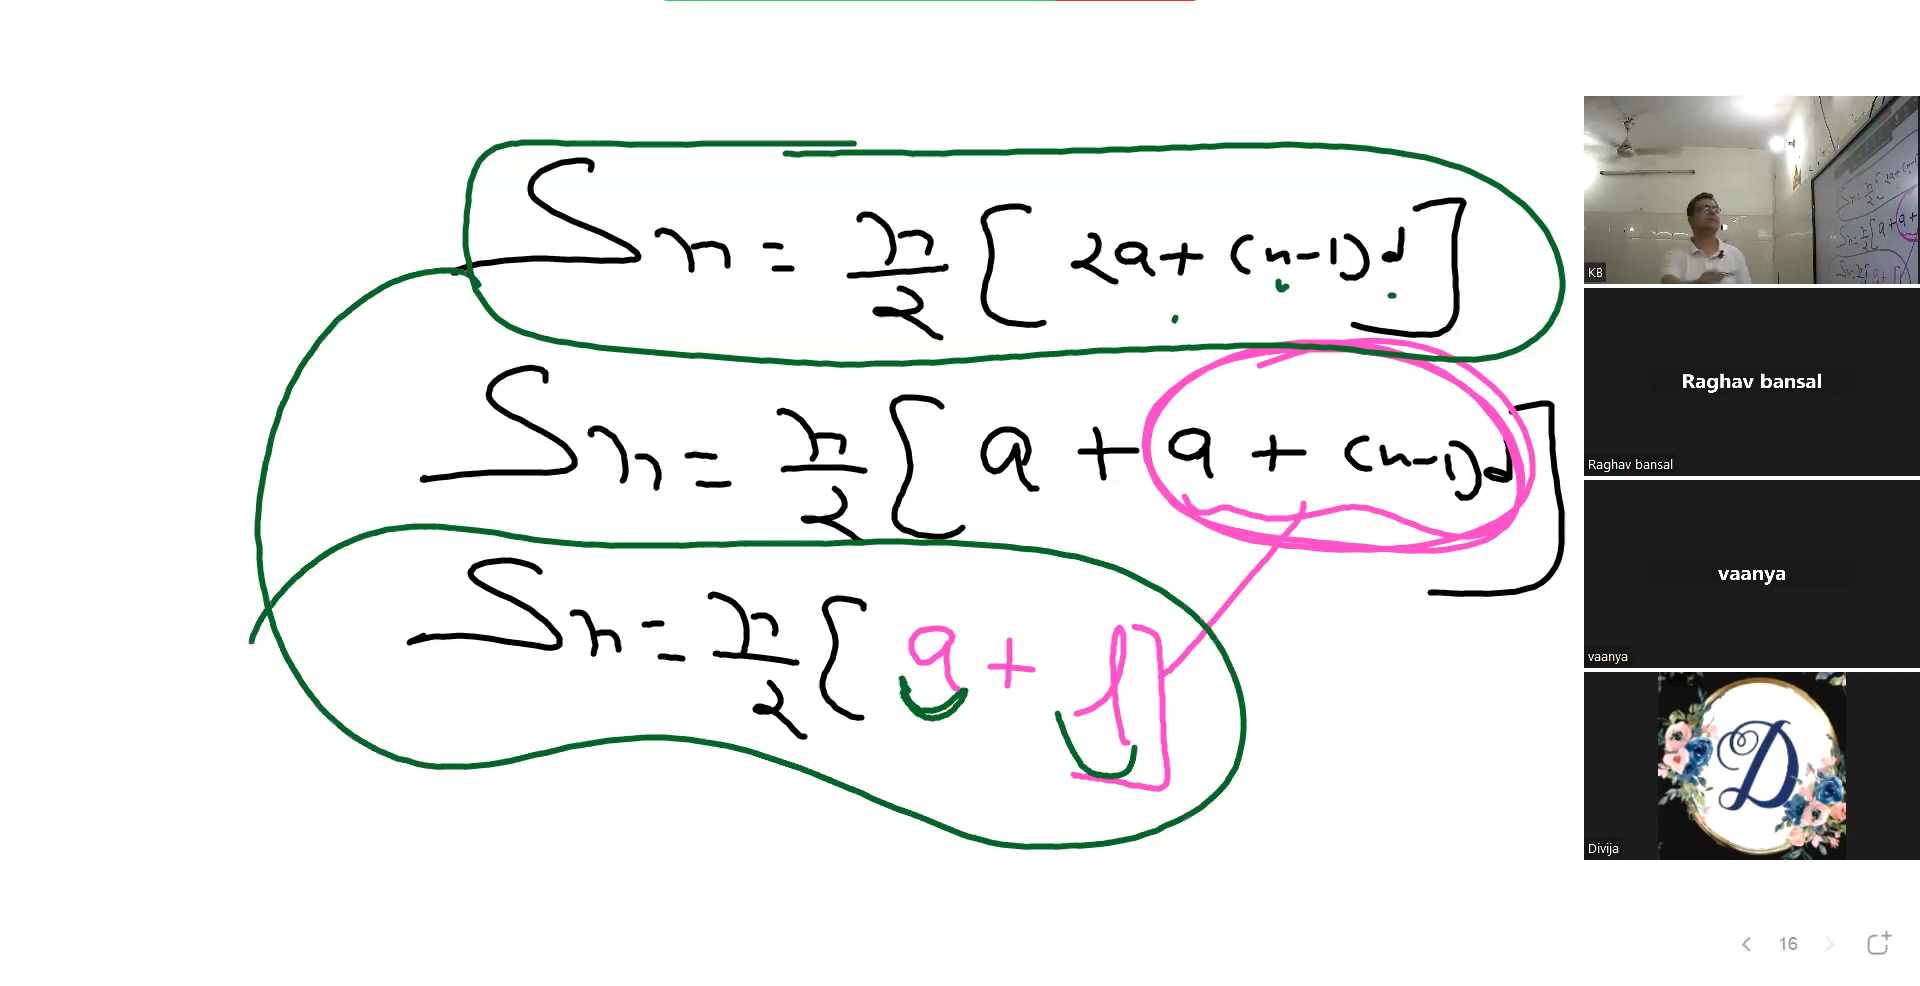 Sn = n/2 [ 2a + (n-1)d ]
Sn = n/2 [ a + a + (n-1)d ]
Sn = n/2 [ a + l ]
KB
Raghav bansal
Raghav bansal
vaanya
vaanya
D
Divija
16